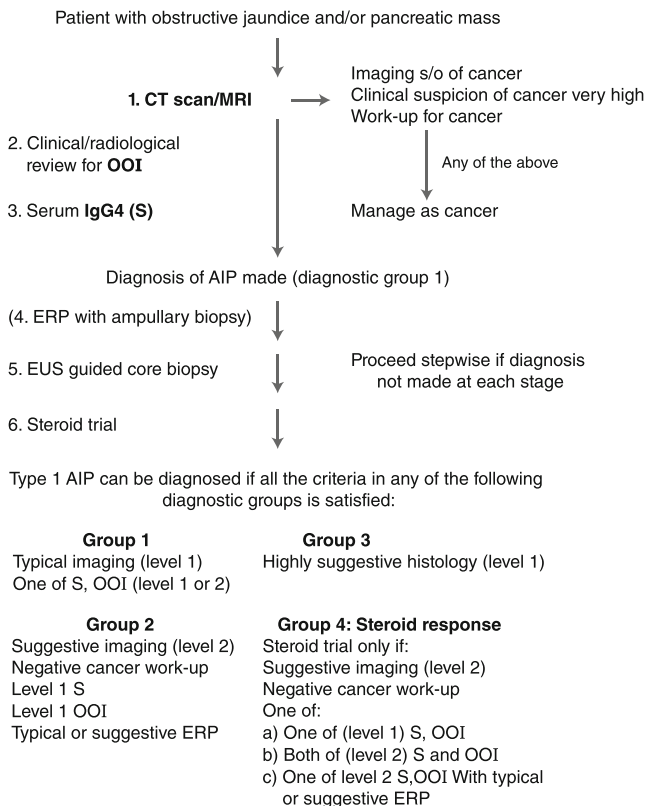 Patient with obstructive jaundice and/or pancreatic mass
1. CT scan/MRI
Imaging s/o of cancer
Clinical suspicion of cancer very high
Work-up for cancer
2. Clinical/radiological
review for OOI
Any of the above
3. Serum IgG4 (S)
Manage as cancer
Diagnosis of AIP made (diagnostic group 1)
(4. ERP with ampullary biopsy)
5. EUS guided core biopsy
Proceed stepwise if diagnosis
not made at each stage
6. Steroid trial
Type 1 AIP can be diagnosed if all the criteria in any of the following
diagnostic groups is satisfied:
Group 1
Typical imaging (level 1)
One of S, OOI (level 1 or 2)
Group 3
Highly suggestive histology (level 1)
Group 2
Suggestive imaging (level 2)
Negative cancer work-up
Level 1 S
Level 1 OOI
Typical or suggestive ERP
Group 4: Steroid response
Steroid trial only if:
Suggestive imaging (level 2)
Negative cancer work-up
One of:
a) One of (level 1) S, OOI
b) Both of (level 2) S and OOI
c) One of level 2 S,OOI With typical
or suggestive ERP